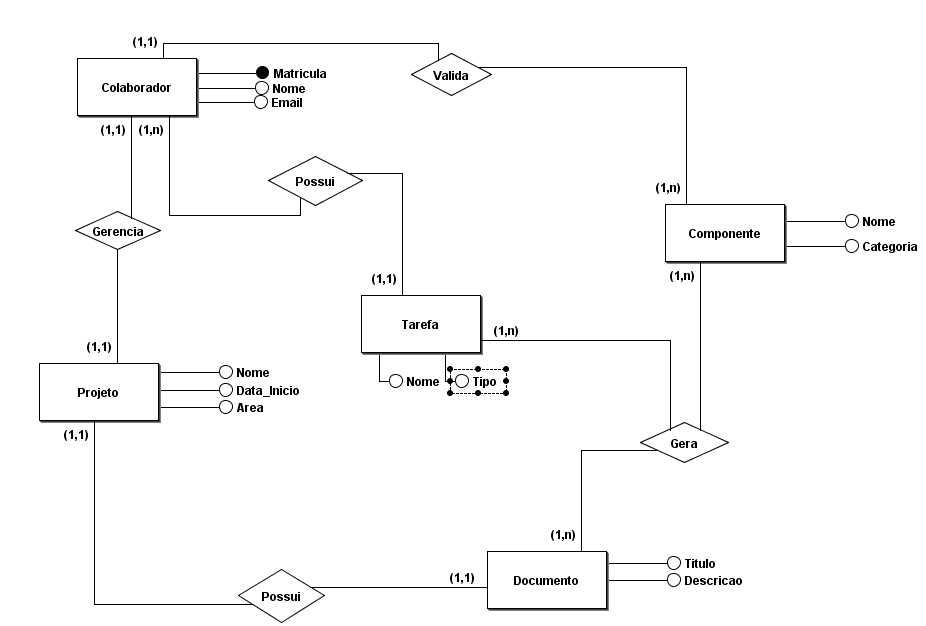 (1,1)
Colaborador
Matricula
Nome
Email
Valida
(1,1)
(1,n)
Possui
(1,n)
Gerencia
Componente
Nome
Categoria
(1,n)
(1,1)
Tarefa
(1,n)
(1,1)
Nome
Tipo
Projeto
Nome
Data_Inicio
Area
(1,1)
Gera
(1,n)
Documento
Titulo
Descricao
(1,1)
Possui